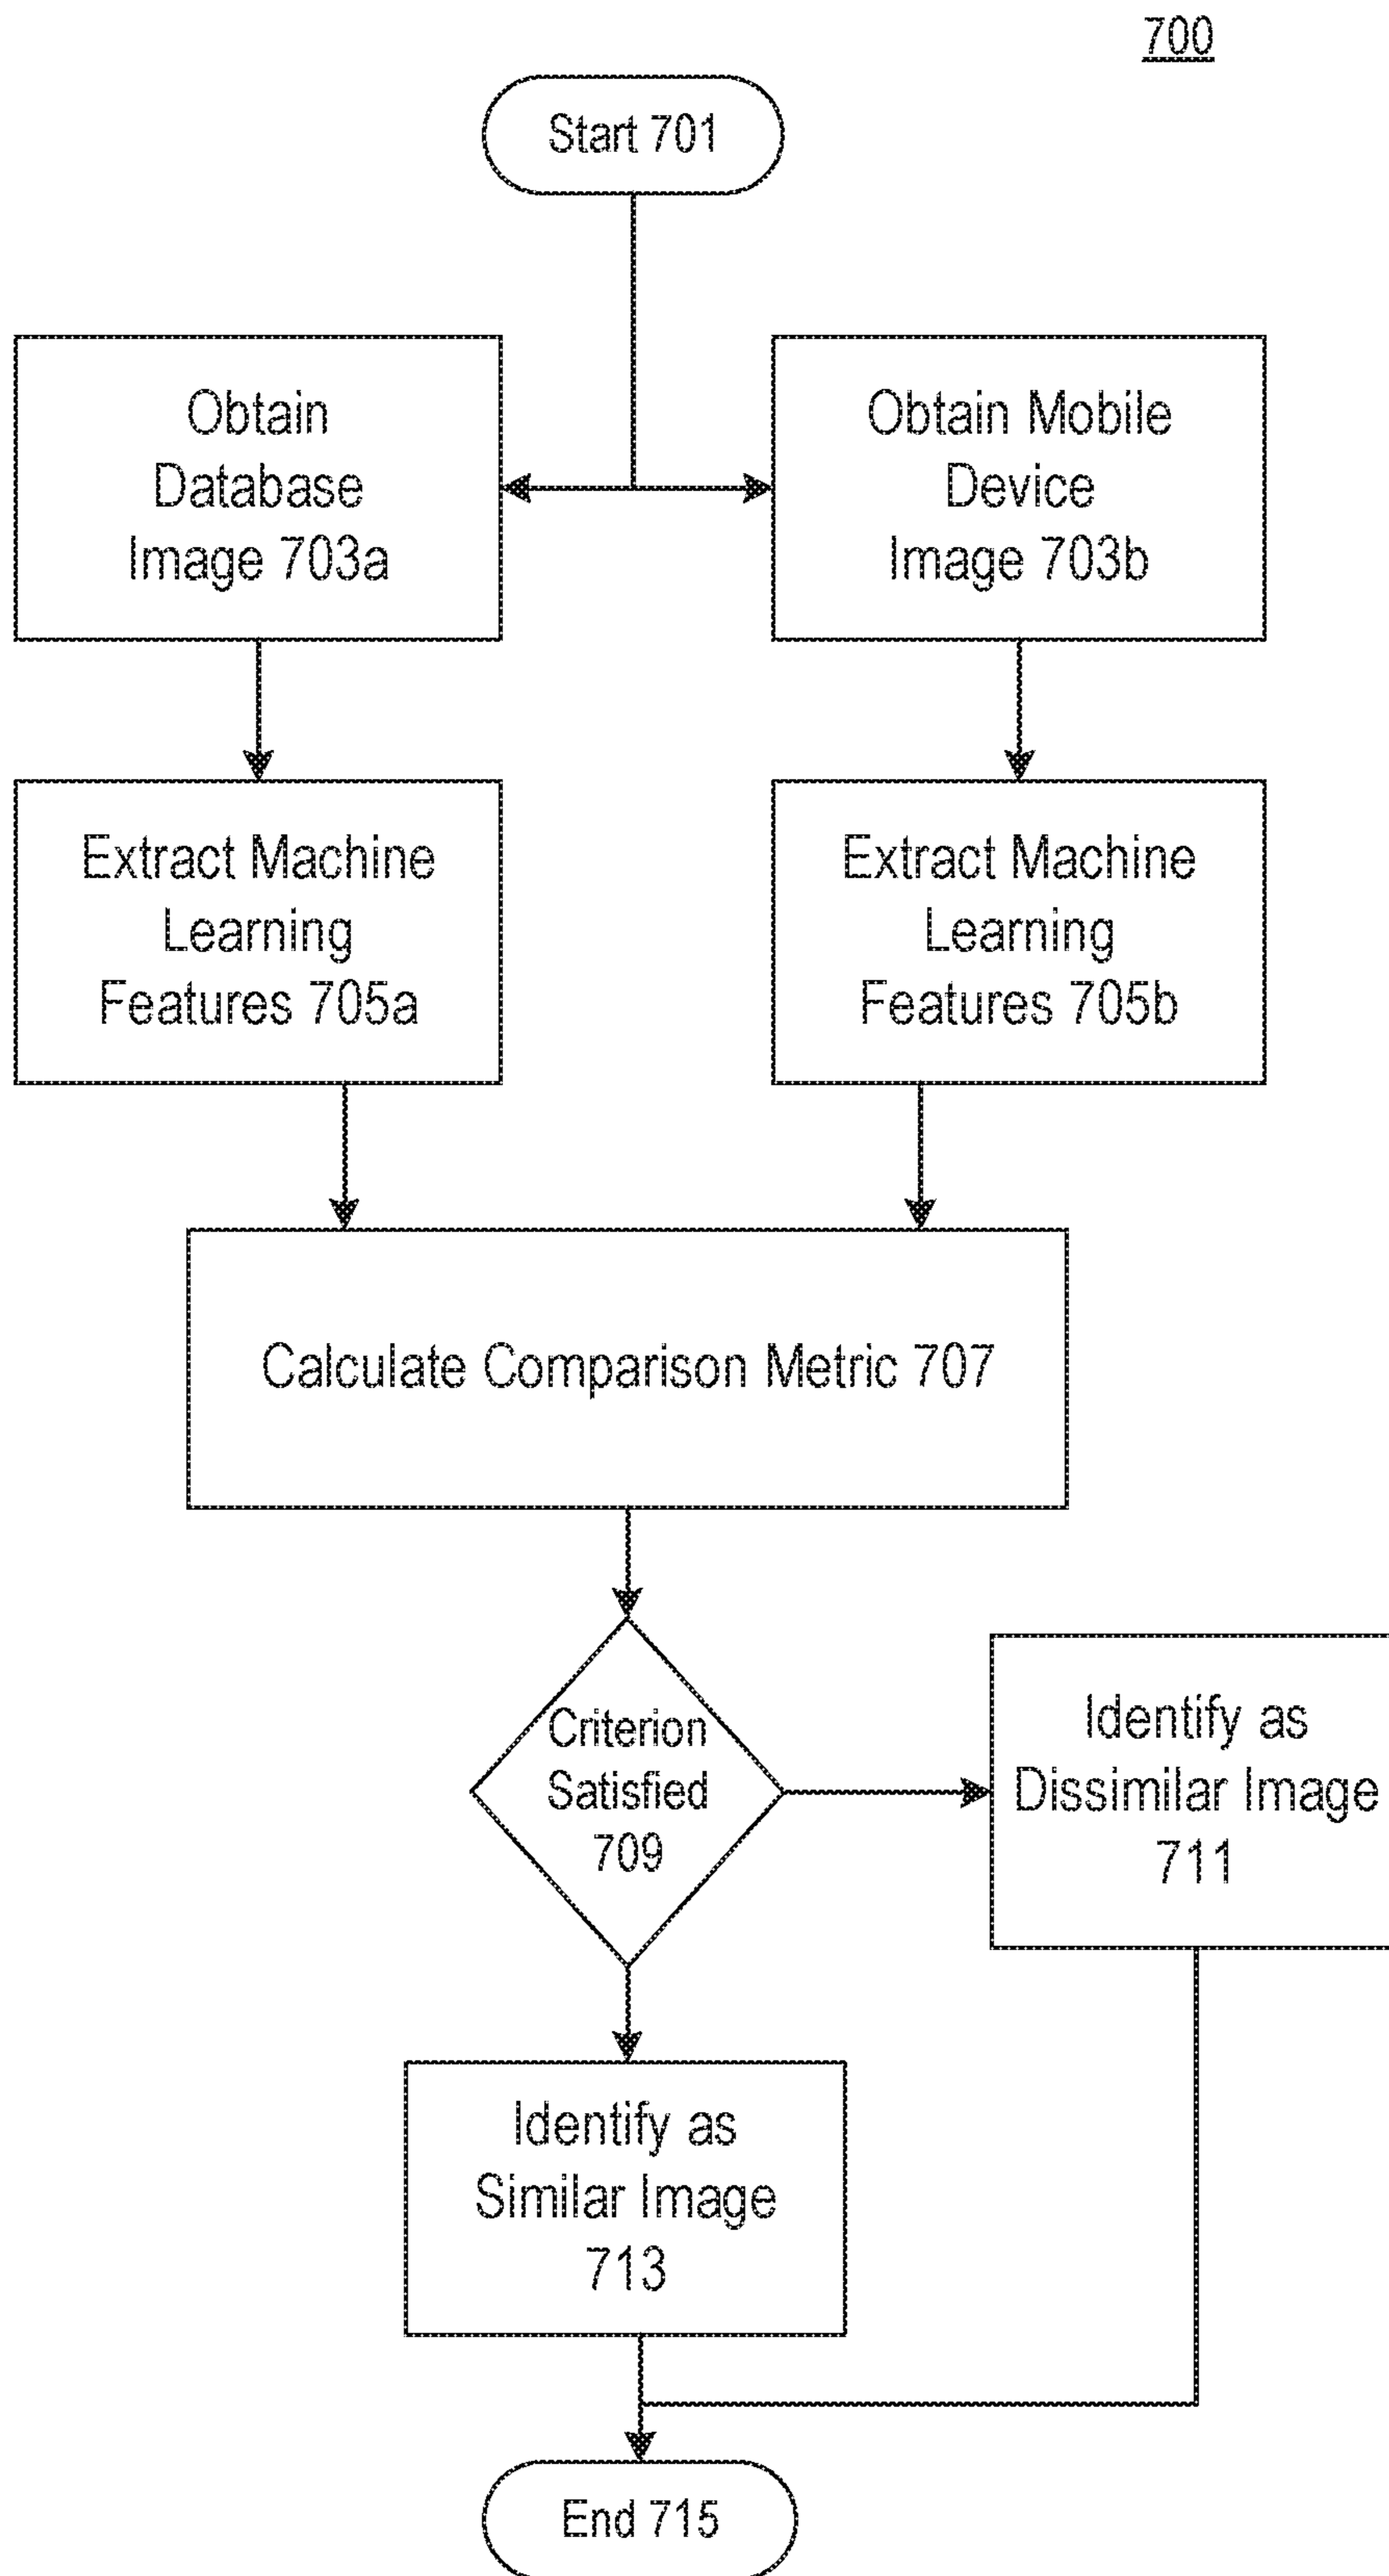 700
Start 701
Obtain
Database
Image 703a
Obtain Mobile
Device
Image 703b
Extract Machine
Learning
Features 705a
Extract Machine
Learning
Features 705b
Calculate Comparison Metric 707
Criterion
Satisfied
709
Identify as
Dissimilar Image
711
Identify as
Similar Image
713
End 715